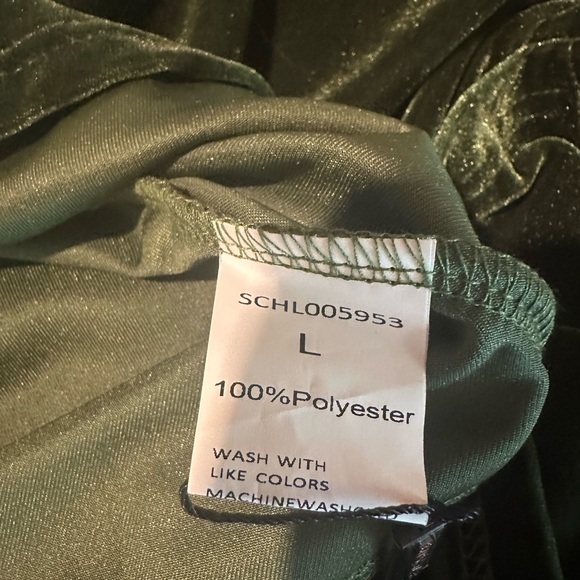 SCHL005953
L
100%Polyester
WASH WITH
LIKE COLORS